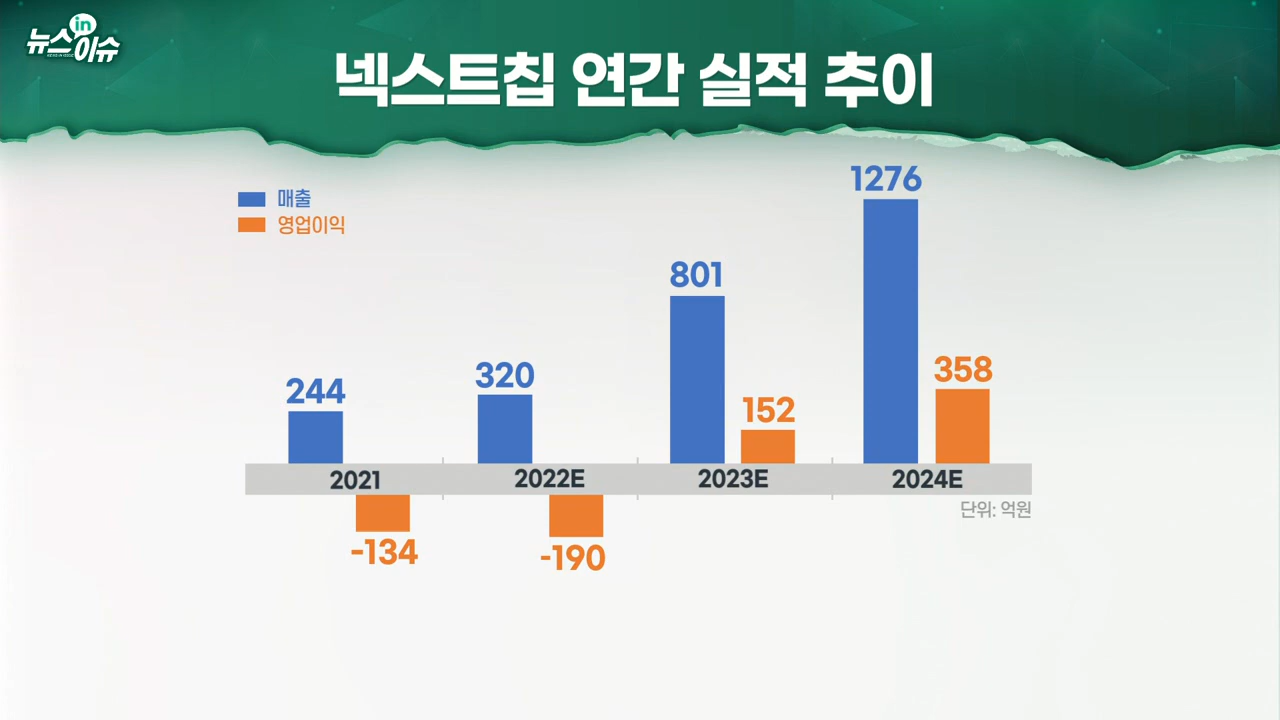 뉴스in이슈
넥스트칩 연간 실적 추이
매출
영업이익
244
320
801
1276
152
358
2021
2022E
2023E
2024E
단위: 억원
-134
-190